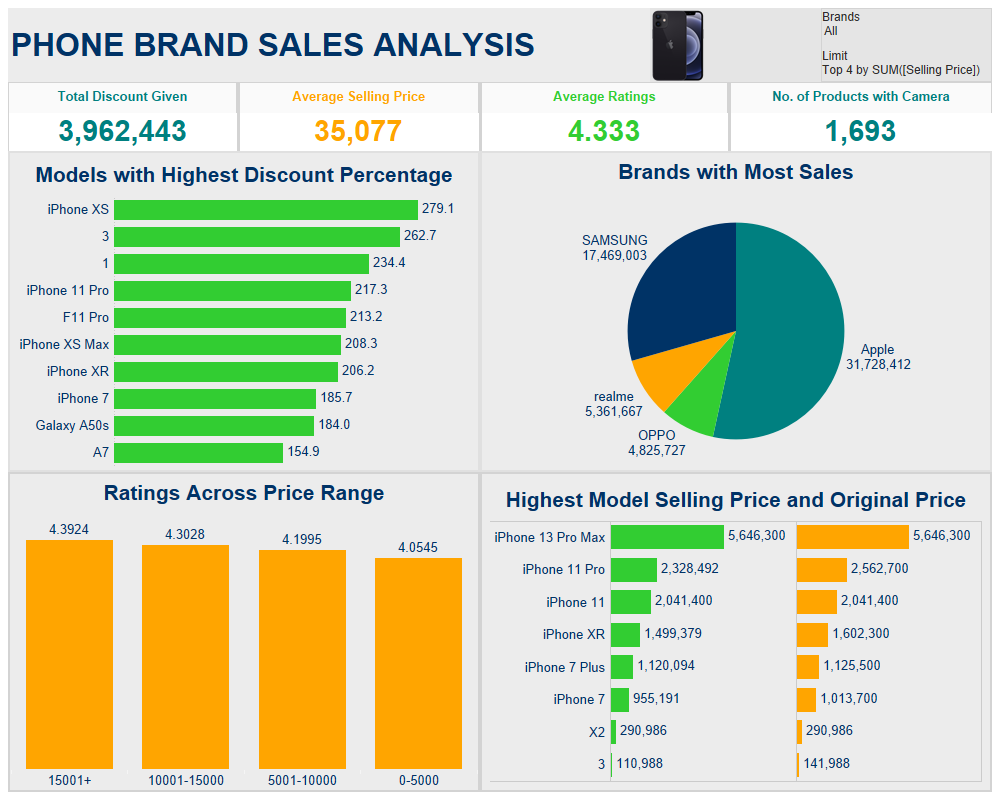 PHONE BRAND SALES ANALYSIS
Brands
All
Limit
Top 4 by SUM([Selling Price])
Total Discount Given
3,962,443
Average Selling Price
35,077
Average Ratings
4.333
No. of Products with Camera
1,693
Models with Highest Discount Percentage
iPhone XS 279.1
3 262.7
1 234.4
iPhone 11 Pro 217.3
F11 Pro 213.2
iPhone XS Max 208.3
iPhone XR 206.2
iPhone 7 185.7
Galaxy A50s 184.0
A7 154.9
Brands with Most Sales
SAMSUNG
17,469,003
Apple
31,728,412
realme
5,361,667
OPPO
4,825,727
Ratings Across Price Range
4.3924 4.3028 4.1995 4.0545
15001+ 10001-15000 5001-10000 0-5000
Highest Model Selling Price and Original Price
iPhone 13 Pro Max 5,646,300 5,646,300
iPhone 11 Pro 2,328,492 2,562,700
iPhone 11 2,041,400 2,041,400
iPhone XR 1,499,379 1,602,300
iPhone 7 Plus 1,120,094 1,125,500
iPhone 7 955,191 1,013,700
X2 290,986 290,986
3 110,988 141,988